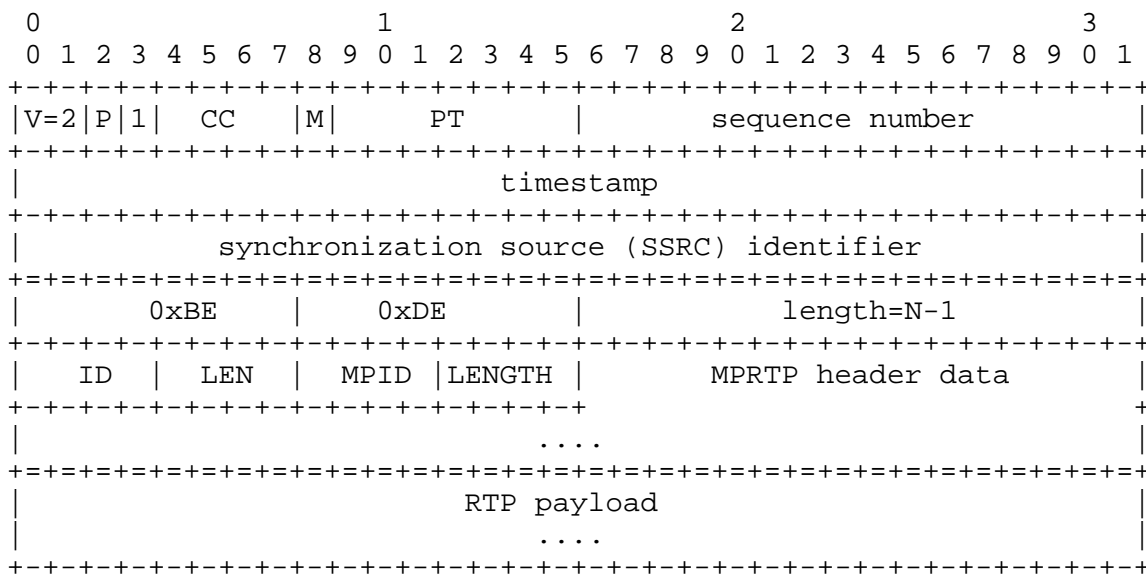 0                   1                   2                   3
 0 1 2 3 4 5 6 7 8 9 0 1 2 3 4 5 6 7 8 9 0 1 2 3 4 5 6 7 8 9 0 1
+-+-+-+-+-+-+-+-+-+-+-+-+-+-+-+-+-+-+-+-+-+-+-+-+-+-+-+-+-+-+-+-+
|V=2|P|1|  CC   |M|     PT      |       sequence number         |
+-+-+-+-+-+-+-+-+-+-+-+-+-+-+-+-+-+-+-+-+-+-+-+-+-+-+-+-+-+-+-+-+
|                           timestamp                           |
+-+-+-+-+-+-+-+-+-+-+-+-+-+-+-+-+-+-+-+-+-+-+-+-+-+-+-+-+-+-+-+-+
|           synchronization source (SSRC) identifier            |
+=+=+=+=+=+=+=+=+=+=+=+=+=+=+=+=+=+=+=+=+=+=+=+=+=+=+=+=+=+=+=+=+
|       0xBE    |    0xDE       |           length=N-1          |
+-+-+-+-+-+-+-+-+-+-+-+-+-+-+-+-+-+-+-+-+-+-+-+-+-+-+-+-+-+-+-+-+
|   ID  |  LEN  |  MPID |LENGTH |       MPRTP header data       |
+-+-+-+-+-+-+-+-+-+-+-+-+-+-+-+-+                               +
|                             ....                              |
+=+=+=+=+=+=+=+=+=+=+=+=+=+=+=+=+=+=+=+=+=+=+=+=+=+=+=+=+=+=+=+=+
|                         RTP payload                           |
|                             ....                              |
+-+-+-+-+-+-+-+-+-+-+-+-+-+-+-+-+-+-+-+-+-+-+-+-+-+-+-+-+-+-+-+-+